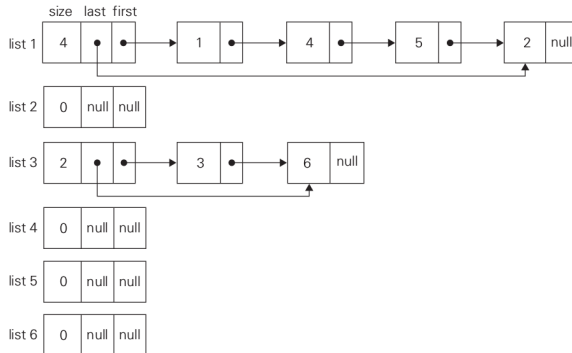 size last first
list 1 4 1 4 5 2 null
list 2 0 null null
list 3 2 3 6 null
list 4 0 null null
list 5 0 null null
list 6 0 null null